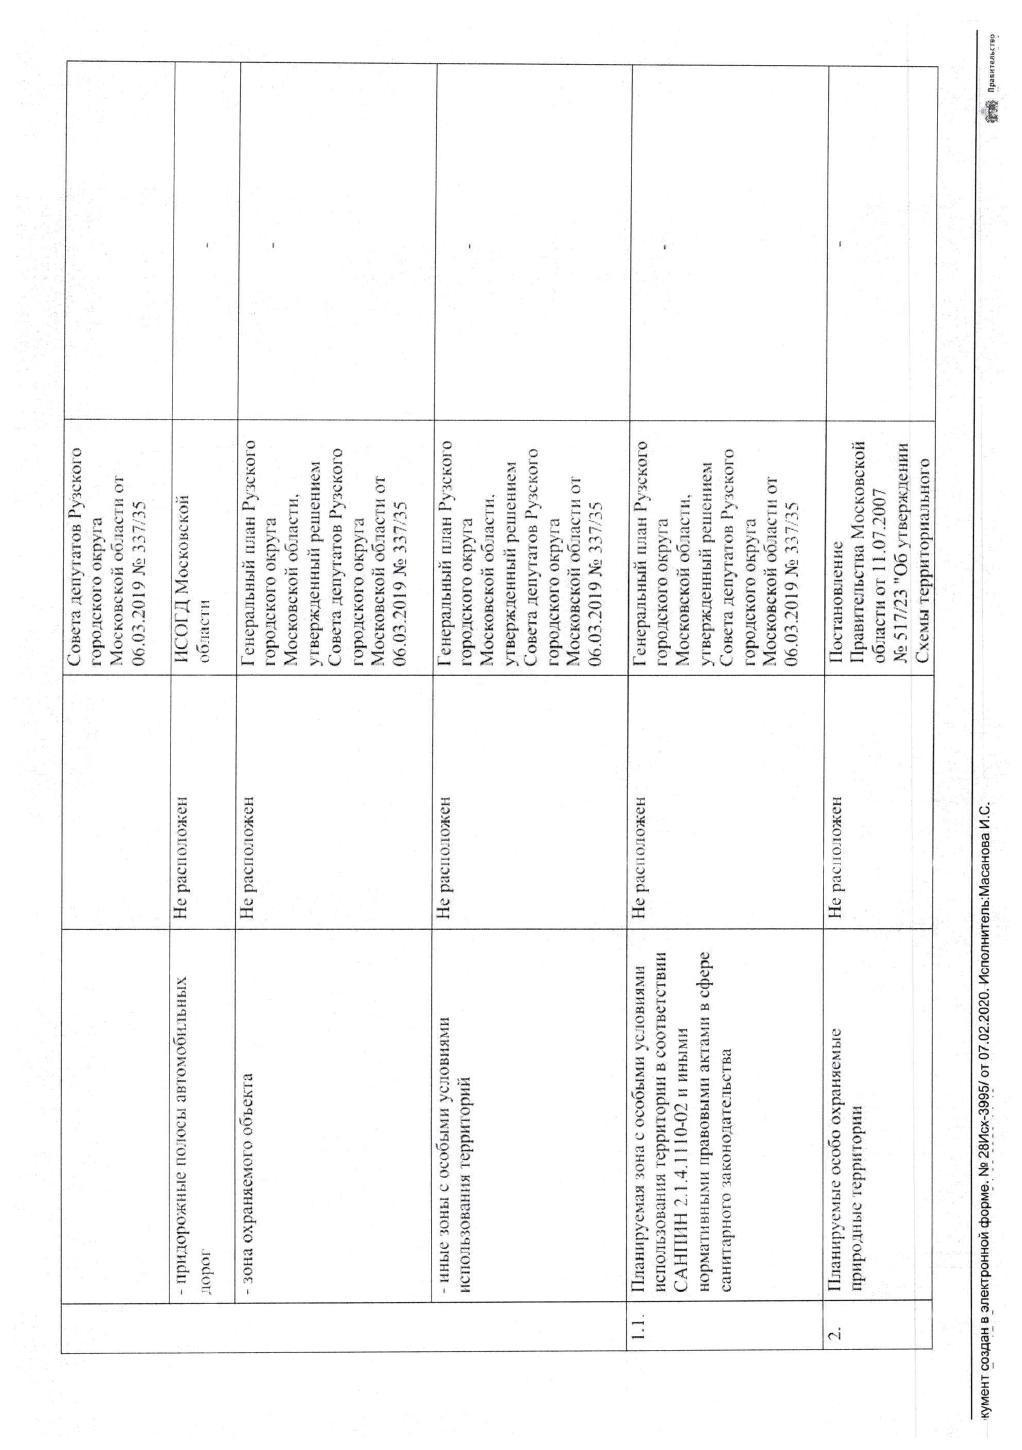 Совета депутатов Рузского
городского округа
Московской области от
06.03.2019 № 337/35
- придорожные полосы автомобильных
дорог
Не расположен
ИСОГД Московской
области
-
- зона охраняемого объекта
Не расположен
Генеральный план Рузского
городского округа
Московской области,
утвержденный решением
Совета депутатов Рузского
городского округа
Московской области от
06.03.2019 № 337/35
-
- иные зоны с особыми условиями
использования территорий
Не расположен
Генеральный план Рузского
городского округа
Московской области,
утвержденный решением
Совета депутатов Рузского
городского округа
Московской области от
06.03.2019 № 337/35
-
1.1.
Планируемая зона с особыми условиями
использования территории в соответствии
САНПИН 2.1.4.1110-02 и иными
нормативными правовыми актами в сфере
санитарного законодательства
Не расположен
Генеральный план Рузского
городского округа
Московской области,
утвержденный решением
Совета депутатов Рузского
городского округа
Московской области от
06.03.2019 № 337/35
-
2.
Планируемые особо охраняемые
природные территории
Не расположен
Постановление
Правительства Московской
области от 11.07.2007
№ 517/23 "Об утверждении
Схемы территориального
-
кумент создан в электронной форме. № 28Исх-3995/ от 07.02.2020. Исполнитель:Масанова И.С.
Правительство